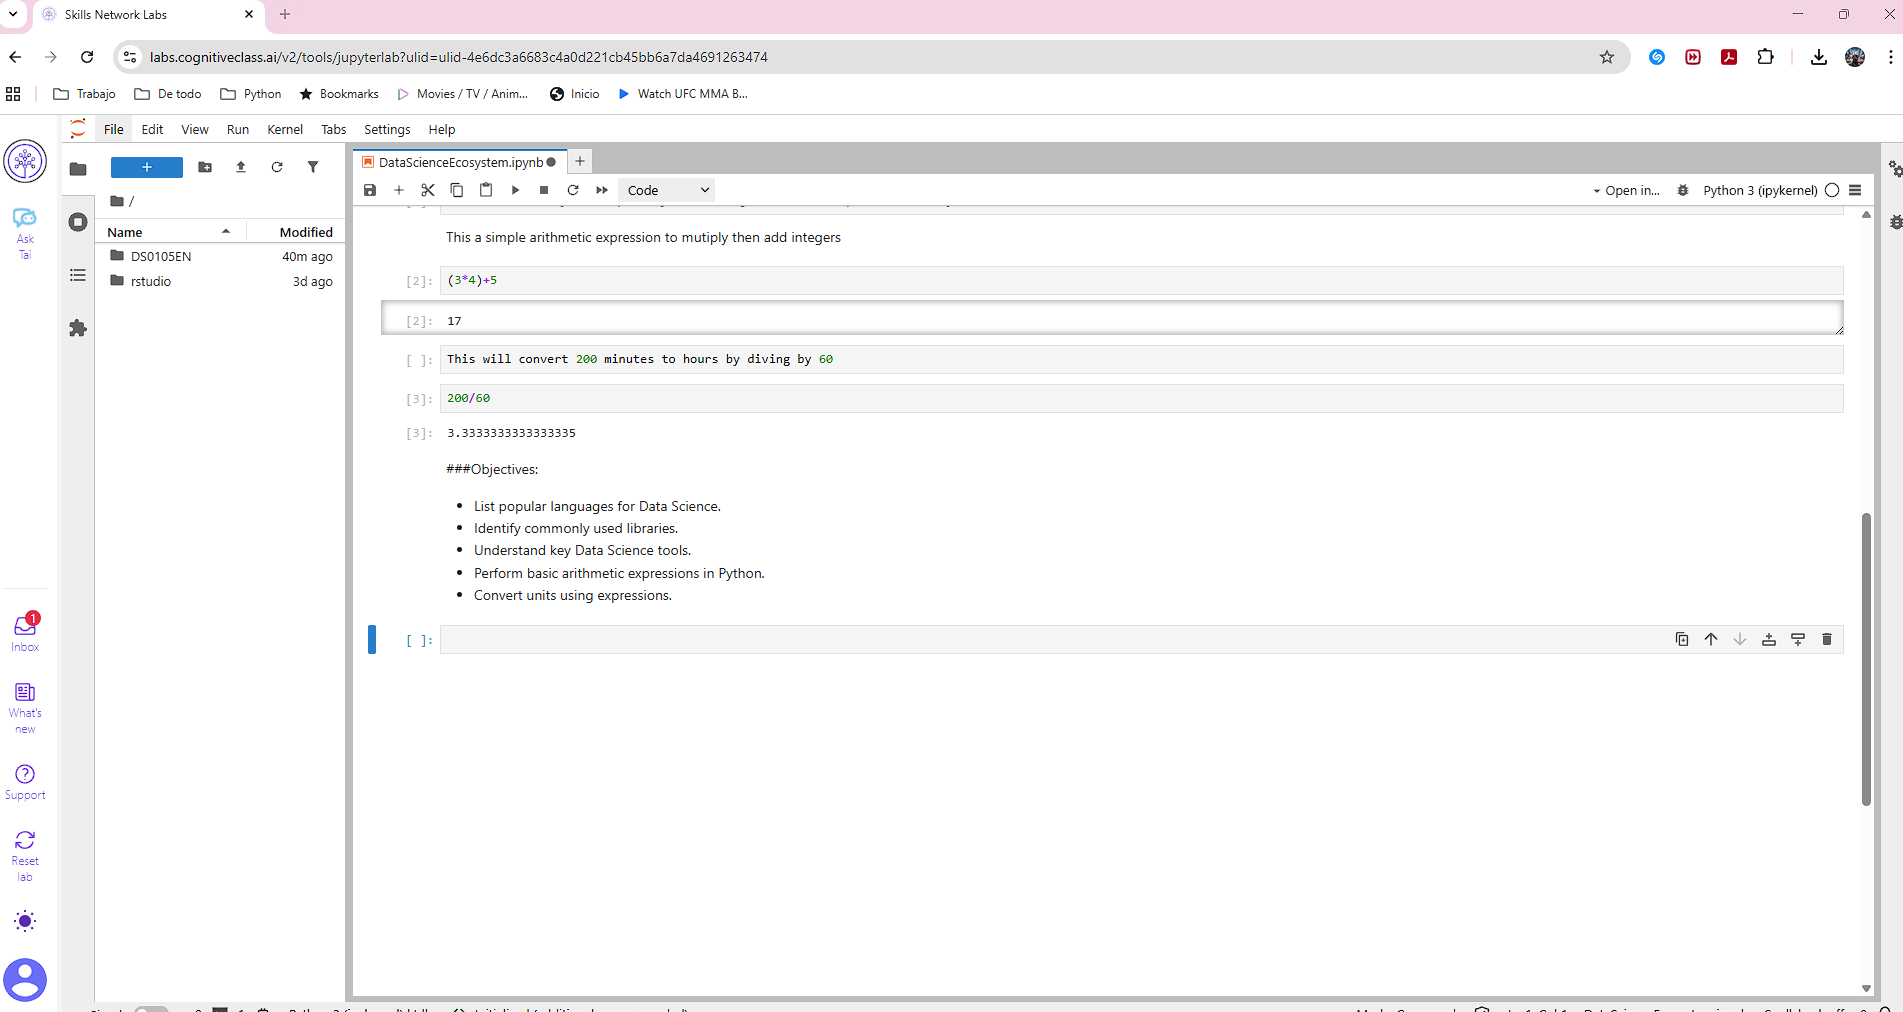 Skills Network Labs
labs.cognitiveclass.ai/v2/tools/jupyterlab?ulid=ulid-4e6dc3a6683c4a0d221cb45bb6a7da4691263474
Trabajo De todo Python Bookmarks Movies / TV / Anim... Inicio Watch UFC MMA B...
File Edit View Run Kernel Tabs Settings Help
DataScienceEcosystem.ipynb
Code Open in... Python 3 (ipykernel)
/
Name Modified
DS0105EN 40m ago
rstudio 3d ago
Ask
Tai
1
Inbox
What's
new
Support
Reset
lab
This a simple arithmetic expression to mutiply then add integers
[2]: (3*4)+5
[2]: 17
[ ]: This will convert 200 minutes to hours by diving by 60
[3]: 200/60
[3]: 3.3333333333333335
###Objectives:
• List popular languages for Data Science.
• Identify commonly used libraries.
• Understand key Data Science tools.
• Perform basic arithmetic expressions in Python.
• Convert units using expressions.
[ ]: